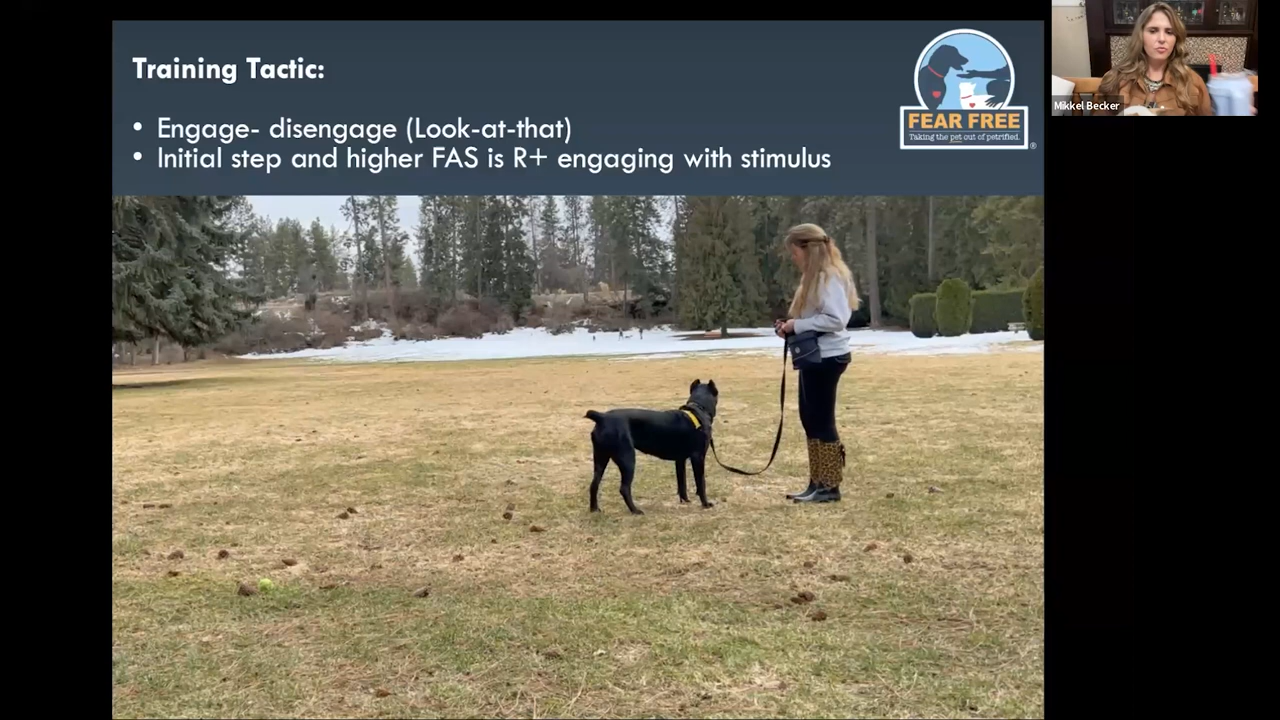 Training Tactic:
• Engage- disengage (Look-at-that)
• Initial step and higher FAS is R+ engaging with stimulus
FEAR FREE
Taking the pet out of petrified.
®
Mikkel Becker